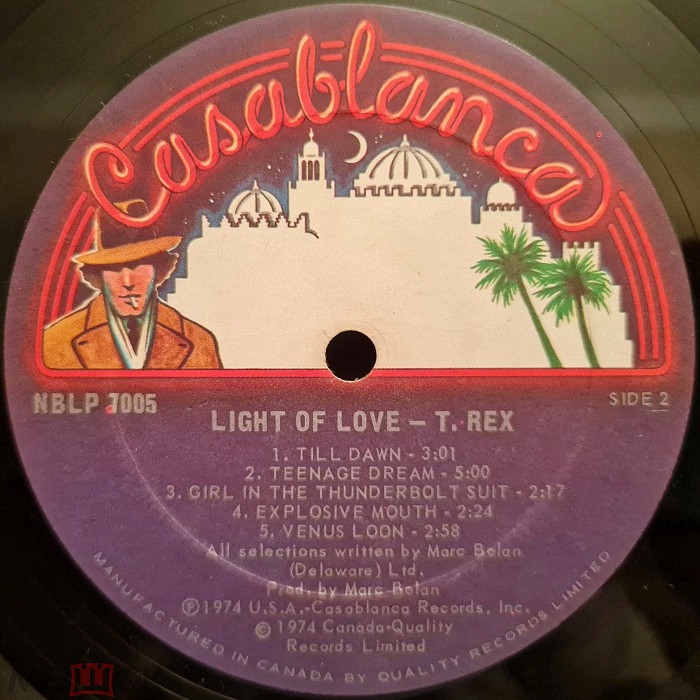 Casablanca
NBLP 7005
SIDE 2
LIGHT OF LOVE – T. REX
1. TILL DAWN - 3:01
2. TEENAGE DREAM - 5:00
3. GIRL IN THE THUNDERBOLT SUIT - 2:17
4. EXPLOSIVE MOUTH - 2:24
5. VENUS LOON - 2:58
All selections written by Marc Bolan
(Delaware) Ltd.
Prod. by Marc Bolan
℗ 1974 U.S.A.-Casablanca Records, Inc.
© 1974 Canada-Quality
Records Limited
MANUFACTURED IN CANADA BY QUALITY RECORDS LIMITED